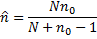 n̂ = Nn₀ / (N + n₀ − 1)